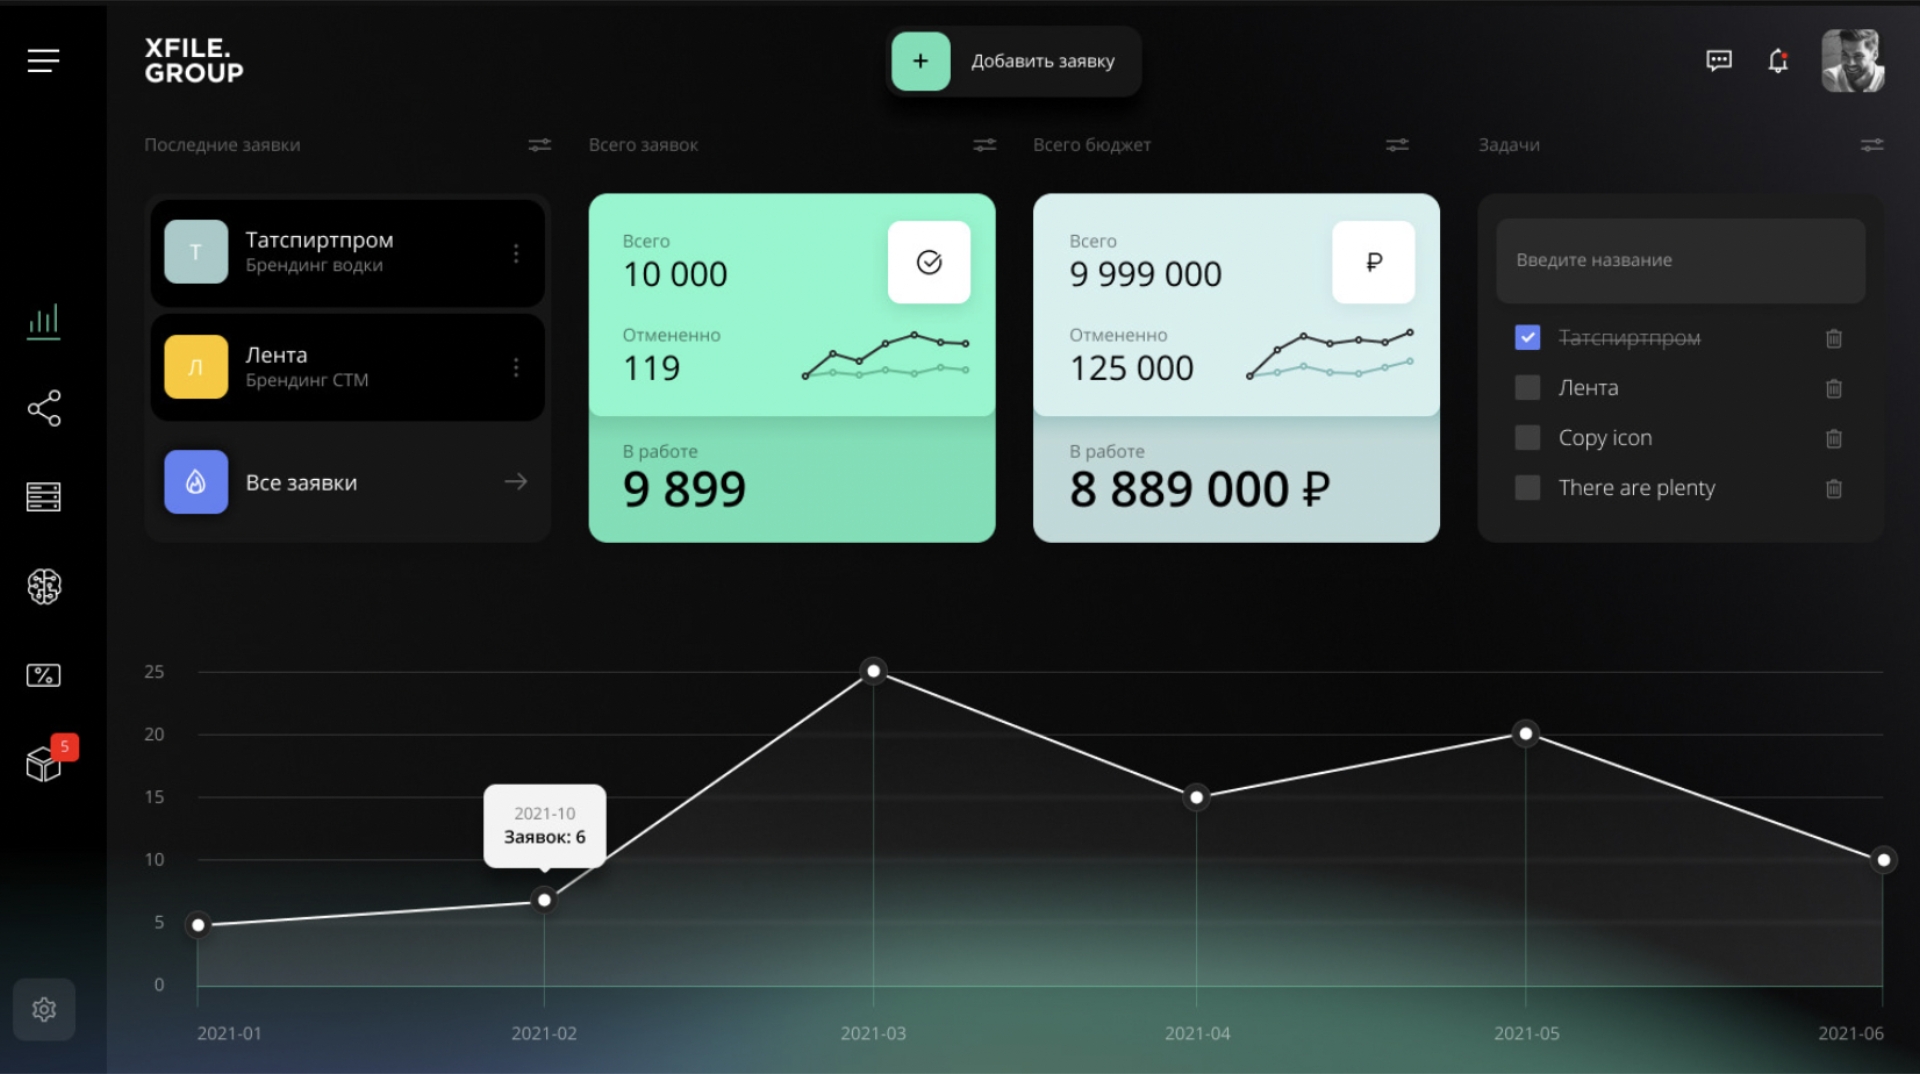 XFILE.
GROUP
+
Добавить заявку
Последние заявки
Всего заявок
Всего бюджет
Задачи
Т
Татспиртпром
Брендинг водки
Л
Лента
Брендинг СТМ
Все заявки
Всего
10 000
Отмененно
119
В работе
9 899
Всего
9 999 000
₽
Отмененно
125 000
В работе
8 889 000 ₽
Введите название
Татспиртпром
Лента
Copy icon
There are plenty
%
5
25
20
15
10
5
0
2021-10
Заявок: 6
2021-01
2021-02
2021-03
2021-04
2021-05
2021-06